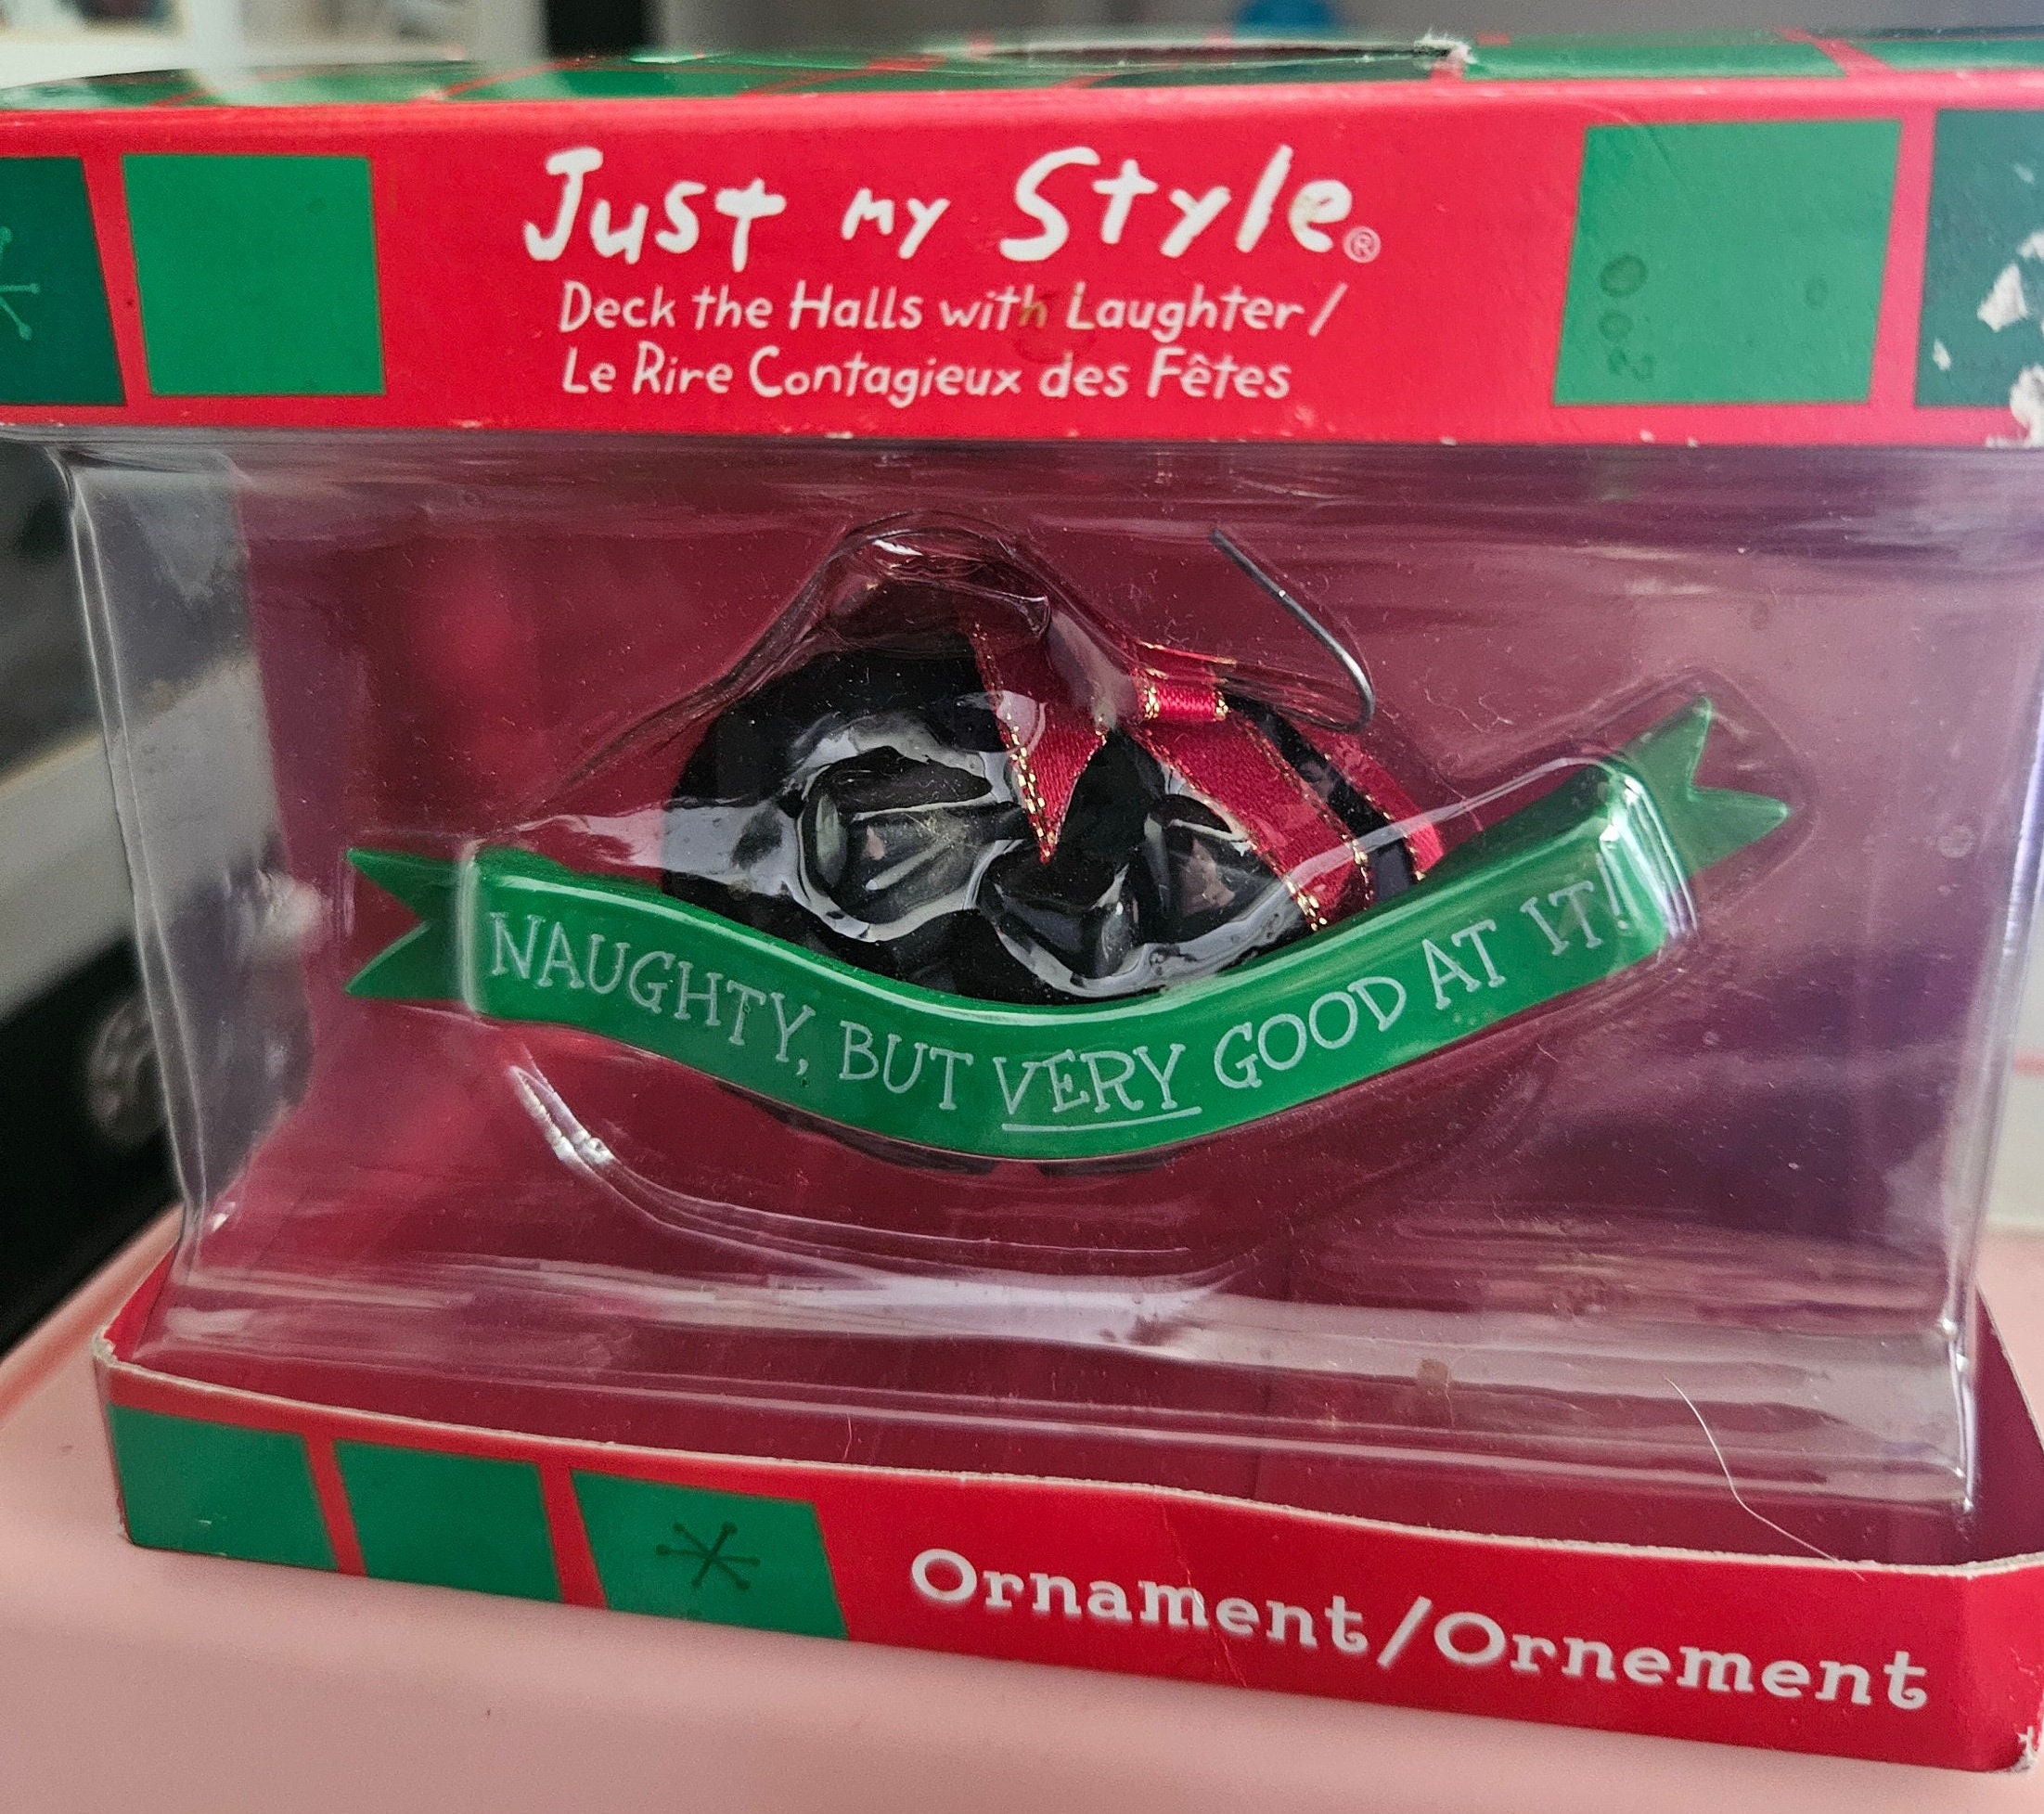 Just my Style®
Deck the Halls with Laughter/
Le Rire Contagieux des Fêtes
002
NAUGHTY, BUT VERY GOOD AT IT!
Ornament/Ornement